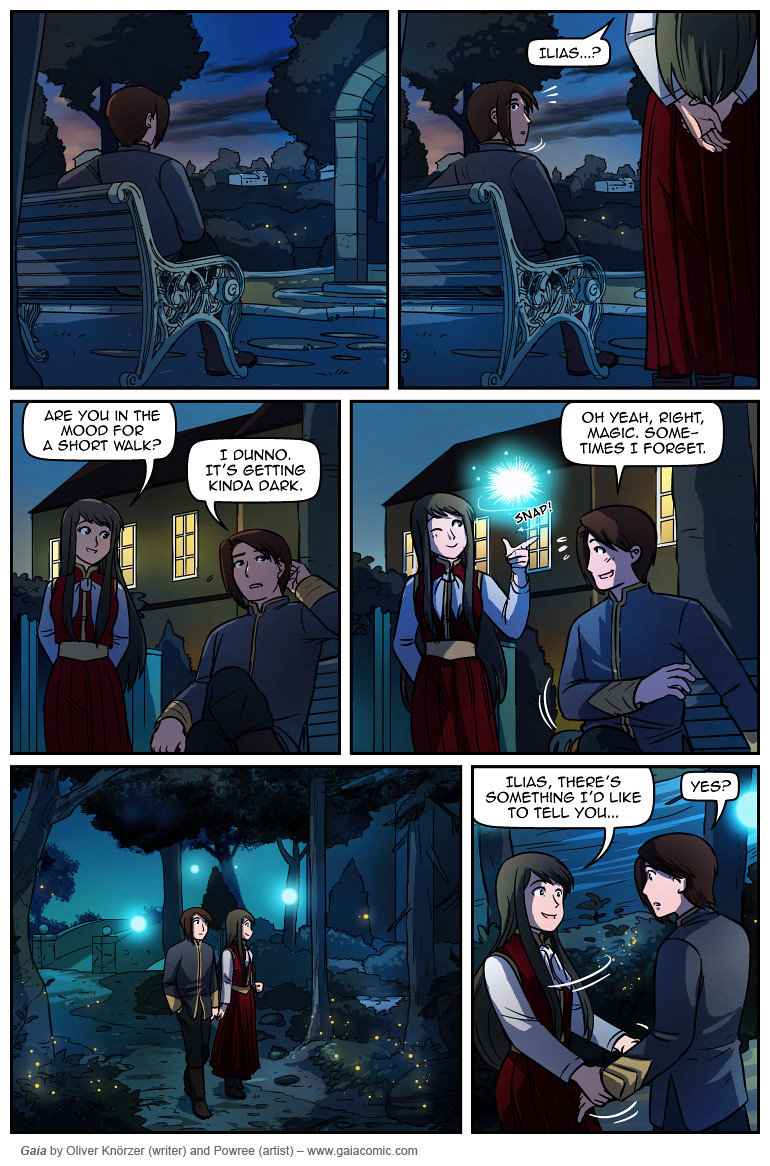 ILIAS...?
ARE YOU IN THE
MOOD FOR
A SHORT WALK?
I DUNNO.
IT'S GETTING
KINDA DARK.
SNAP!
OH YEAH, RIGHT,
MAGIC. SOME-
TIMES I FORGET.
ILIAS, THERE'S
SOMETHING I'D LIKE
TO TELL YOU...
YES?
Gaia by Oliver Knörzer (writer) and Powree (artist) – www.gaiacomic.com